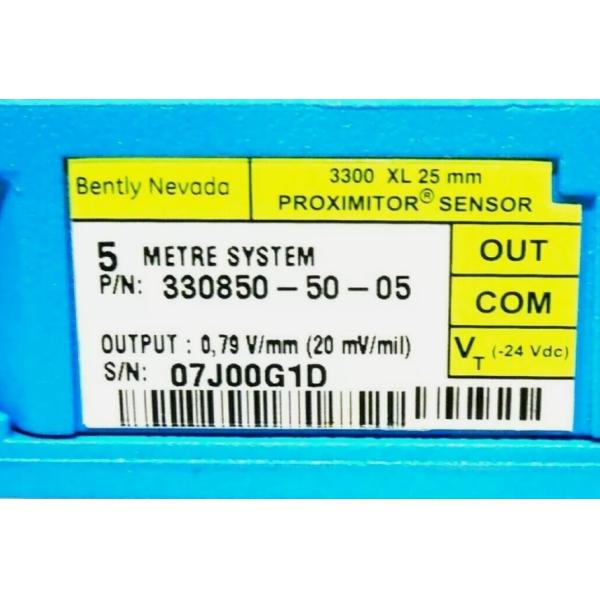 Bently Nevada
3300 XL 25 mm
PROXIMITOR® SENSOR
5 METRE SYSTEM
P/N: 330850-50-05
OUTPUT : 0,79 V/mm (20 mV/mil)
S/N: 07J00G1D
OUT
COM
VT (-24 Vdc)